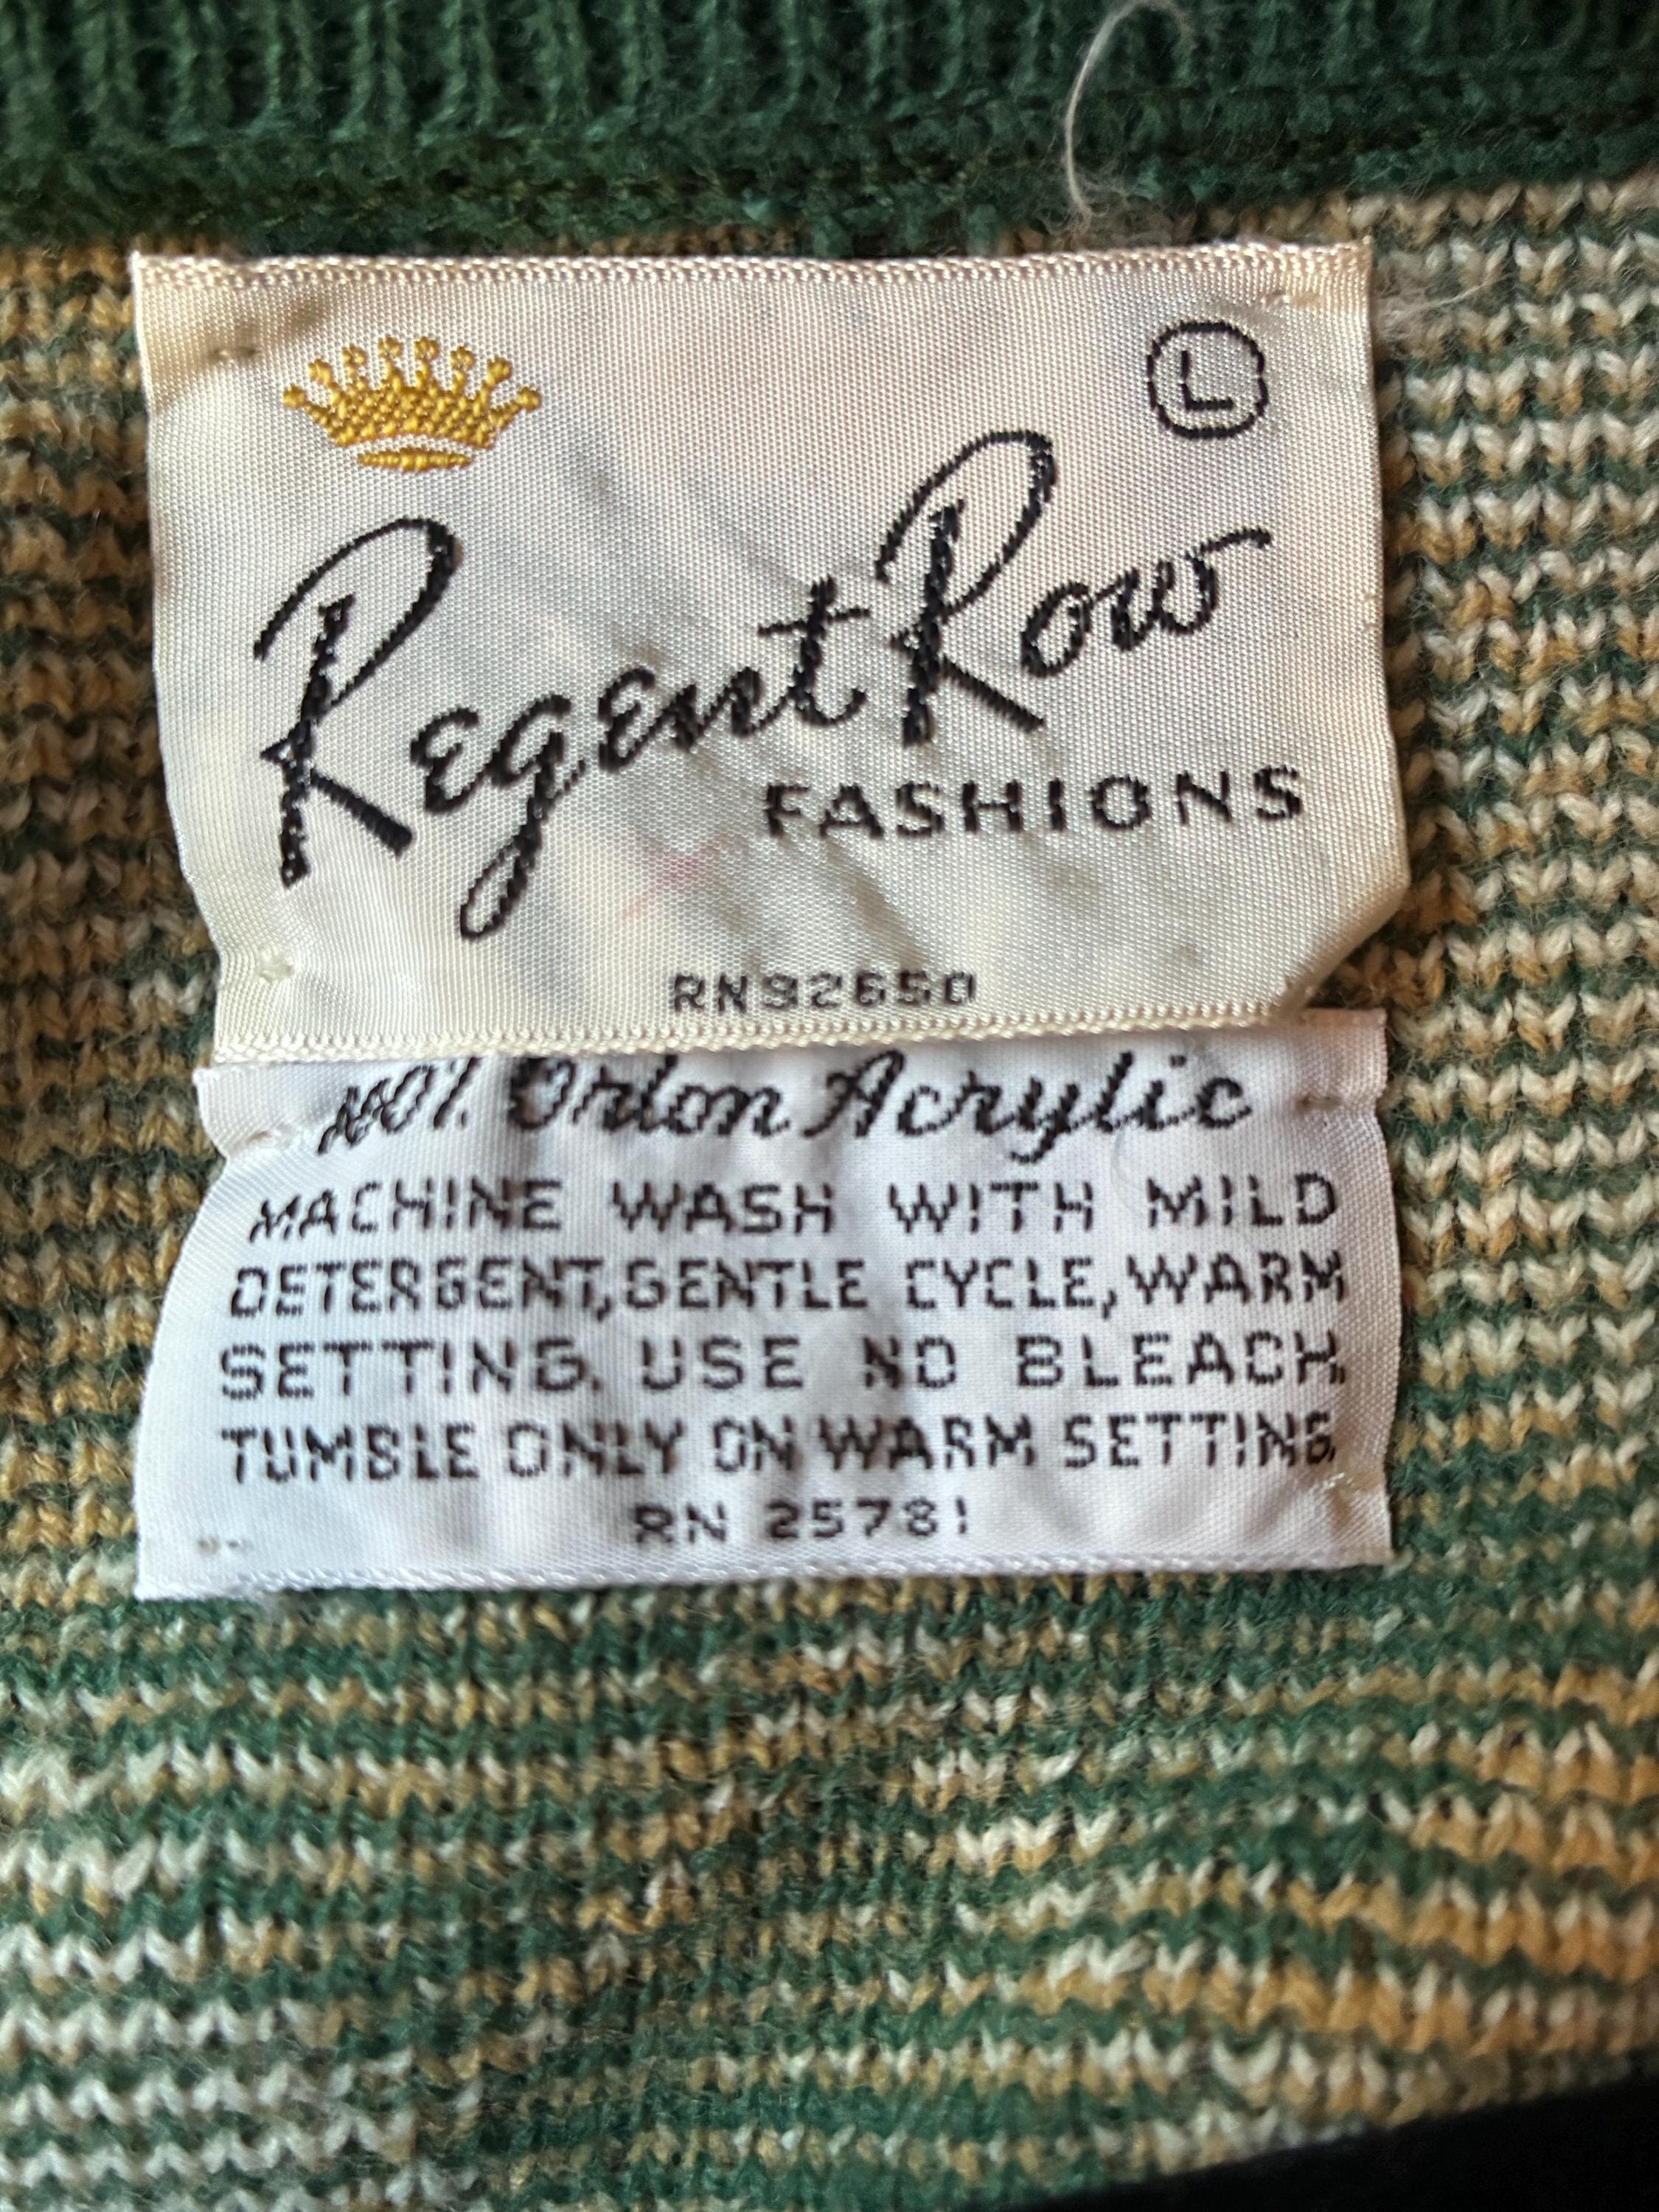 L
Regent Row
FASHIONS
RN92650
100% Orlon Acrylic
MACHINE WASH WITH MILD
DETERGENT, GENTLE CYCLE, WARM
SETTING. USE NO BLEACH.
TUMBLE ONLY ON WARM SETTING.
RN 25781